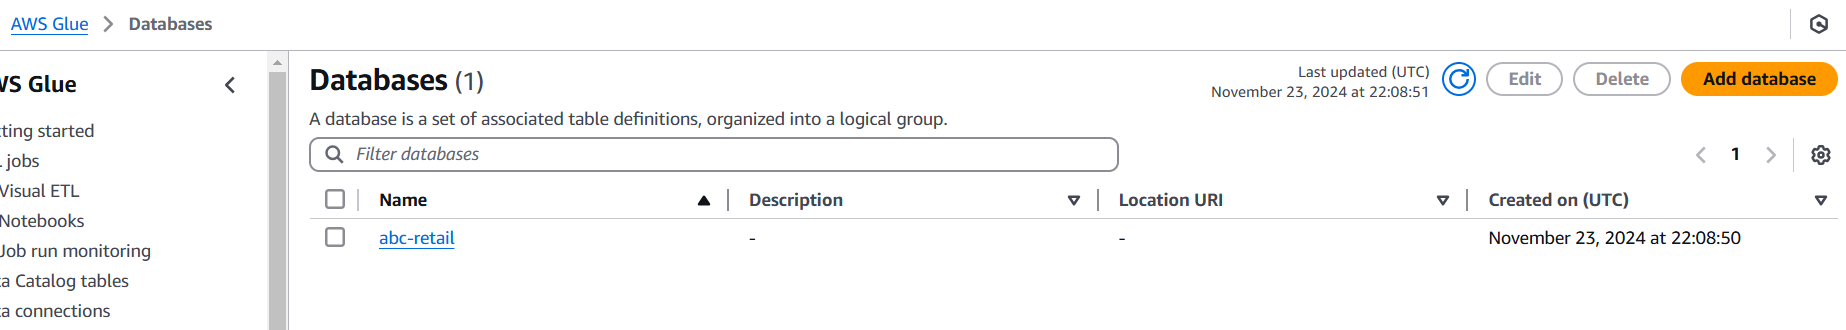 AWS Glue > Databases
WS Glue
tting started
L jobs
Visual ETL
Notebooks
Job run monitoring
ta Catalog tables
ta connections
Databases (1)
Last updated (UTC)
November 23, 2024 at 22:08:51
Edit
Delete
Add database
A database is a set of associated table definitions, organized into a logical group.
Filter databases
1
Name Description Location URI Created on (UTC)
abc-retail - - November 23, 2024 at 22:08:50